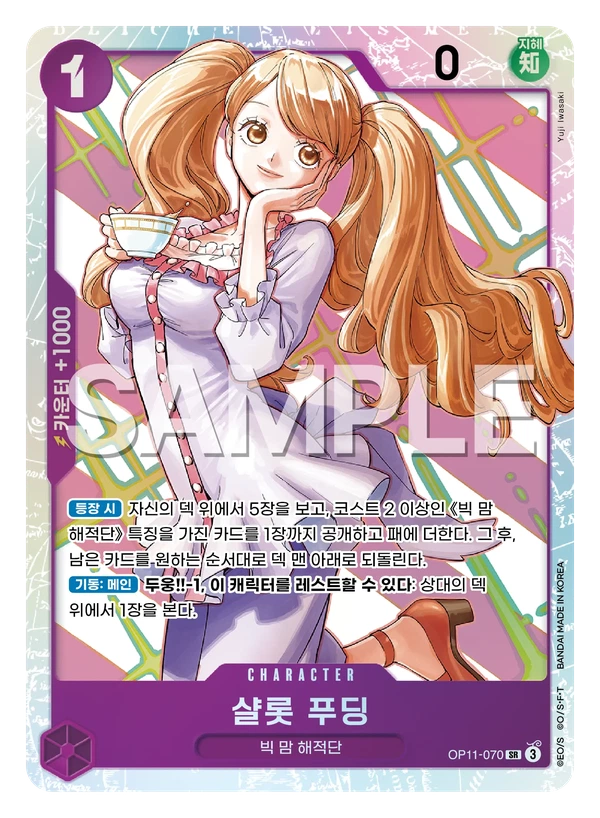 1
0
지혜
知
Yuji Iwasaki
카운터 +1000
SAMPLE
등장 시 자신의 덱 위에서 5장을 보고, 코스트 2 이상인 《빅 맘
해적단》 특징을 가진 카드를 1장까지 공개하고 패에 더한다. 그 후,
남은 카드를 원하는 순서대로 덱 맨 아래로 되돌린다.
기동: 메인 두웅!!-1, 이 캐릭터를 레스트할 수 있다: 상대의 덱
위에서 1장을 본다.
CHARACTER
샬롯 푸딩
빅 맘 해적단
OP11-070 SR 3
©EO/S ©O/S·F·T BANDAI MADE IN KOREA